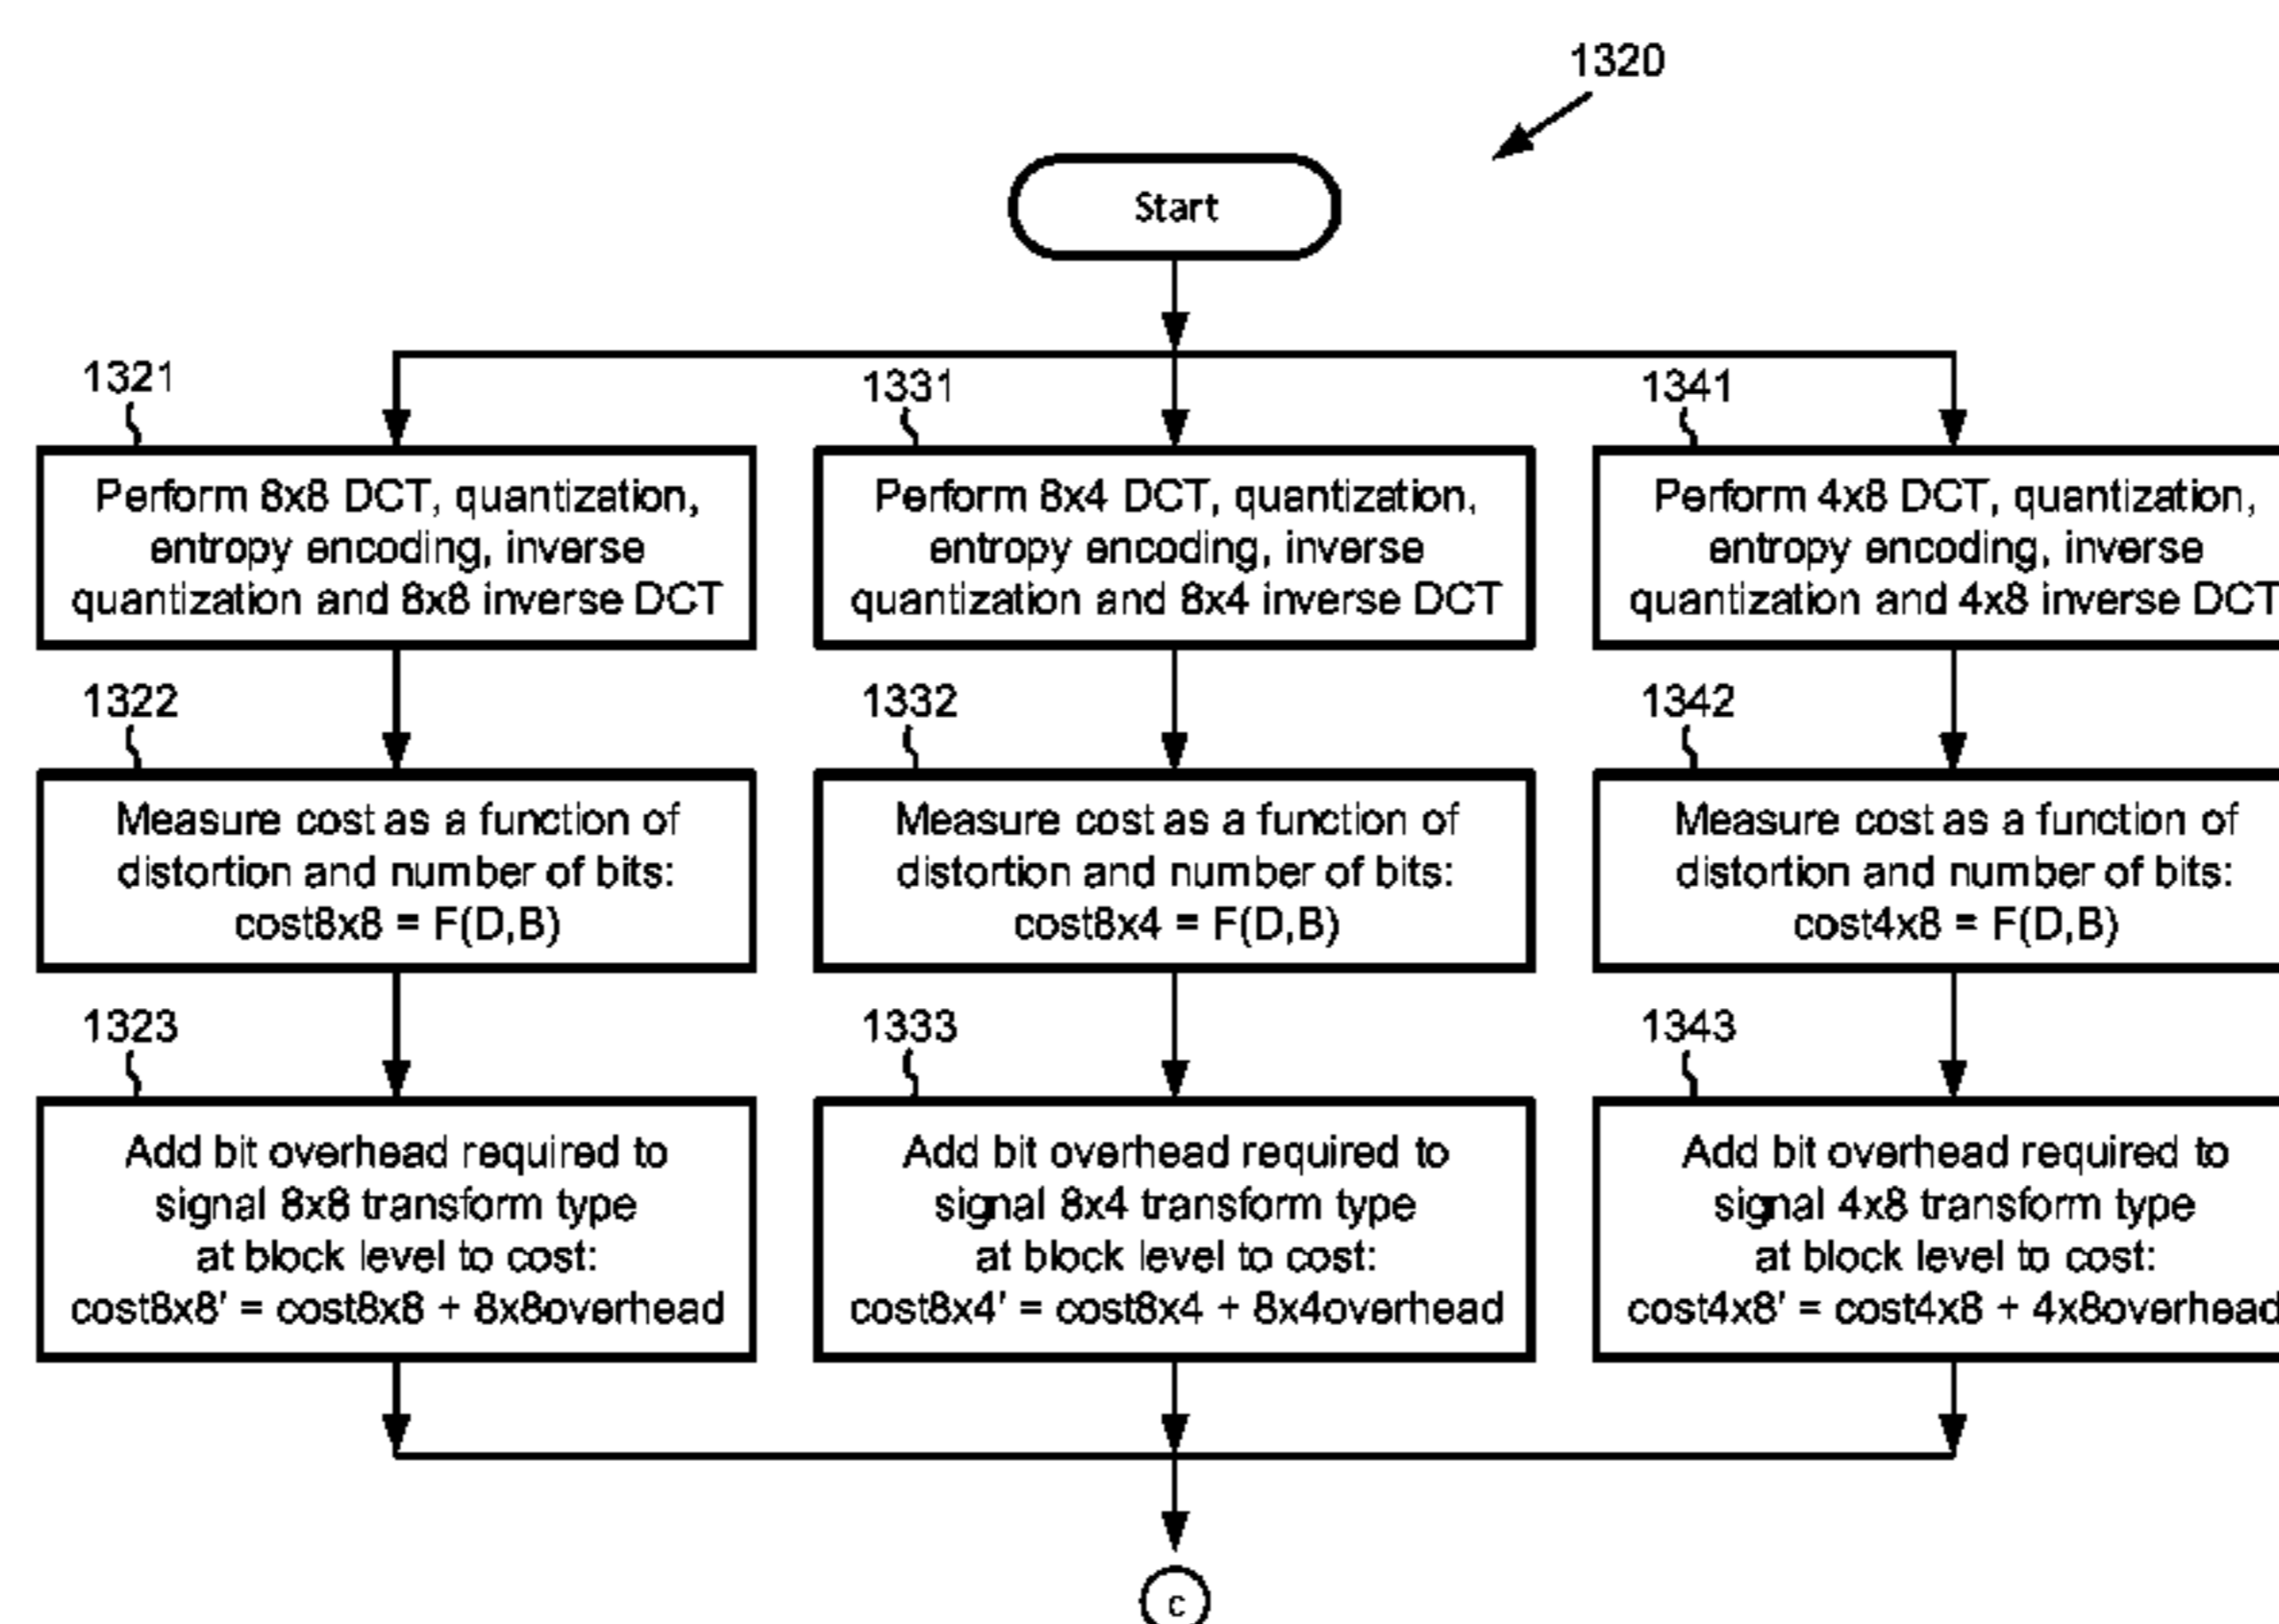 1320
Start
1321
1331
1341
Perform 8x8 DCT, quantization,
entropy encoding, inverse
quantization and 8x8 inverse DCT
Perform 8x4 DCT, quantization,
entropy encoding, inverse
quantization and 8x4 inverse DCT
Perform 4x8 DCT, quantization,
entropy encoding, inverse
quantization and 4x8 inverse DCT
1322
1332
1342
Measure cost as a function of
distortion and number of bits:
cost8x8 = F(D,B)
Measure cost as a function of
distortion and number of bits:
cost8x4 = F(D,B)
Measure cost as a function of
distortion and number of bits:
cost4x8 = F(D,B)
1323
1333
1343
Add bit overhead required to
signal 8x8 transform type
at block level to cost:
cost8x8' = cost8x8 + 8x8overhead
Add bit overhead required to
signal 8x4 transform type
at block level to cost:
cost8x4' = cost8x4 + 8x4overhead
Add bit overhead required to
signal 4x8 transform type
at block level to cost:
cost4x8' = cost4x8 + 4x8overhead
c